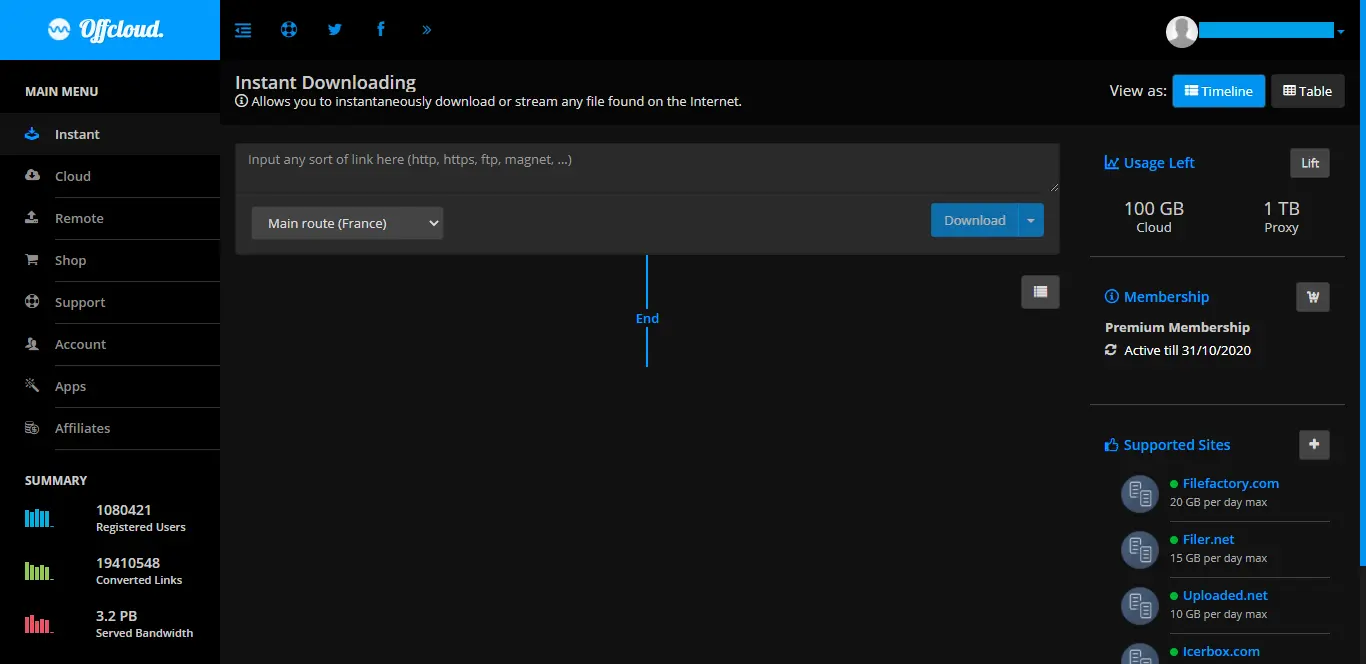 Offcloud.
MAIN MENU
Instant
Cloud
Remote
Shop
Support
Account
Apps
Affiliates
SUMMARY
1080421
Registered Users
19410548
Converted Links
3.2 PB
Served Bandwidth
Instant Downloading
Allows you to instantaneously download or stream any file found on the Internet.
View as:
Timeline
Table
Input any sort of link here (http, https, ftp, magnet, ...)
Main route (France)
Download
End
Usage Left
Lift
100 GB
Cloud
1 TB
Proxy
Membership
Premium Membership
Active till 31/10/2020
Supported Sites
Filefactory.com
20 GB per day max
Filer.net
15 GB per day max
Uploaded.net
10 GB per day max
Icerbox.com